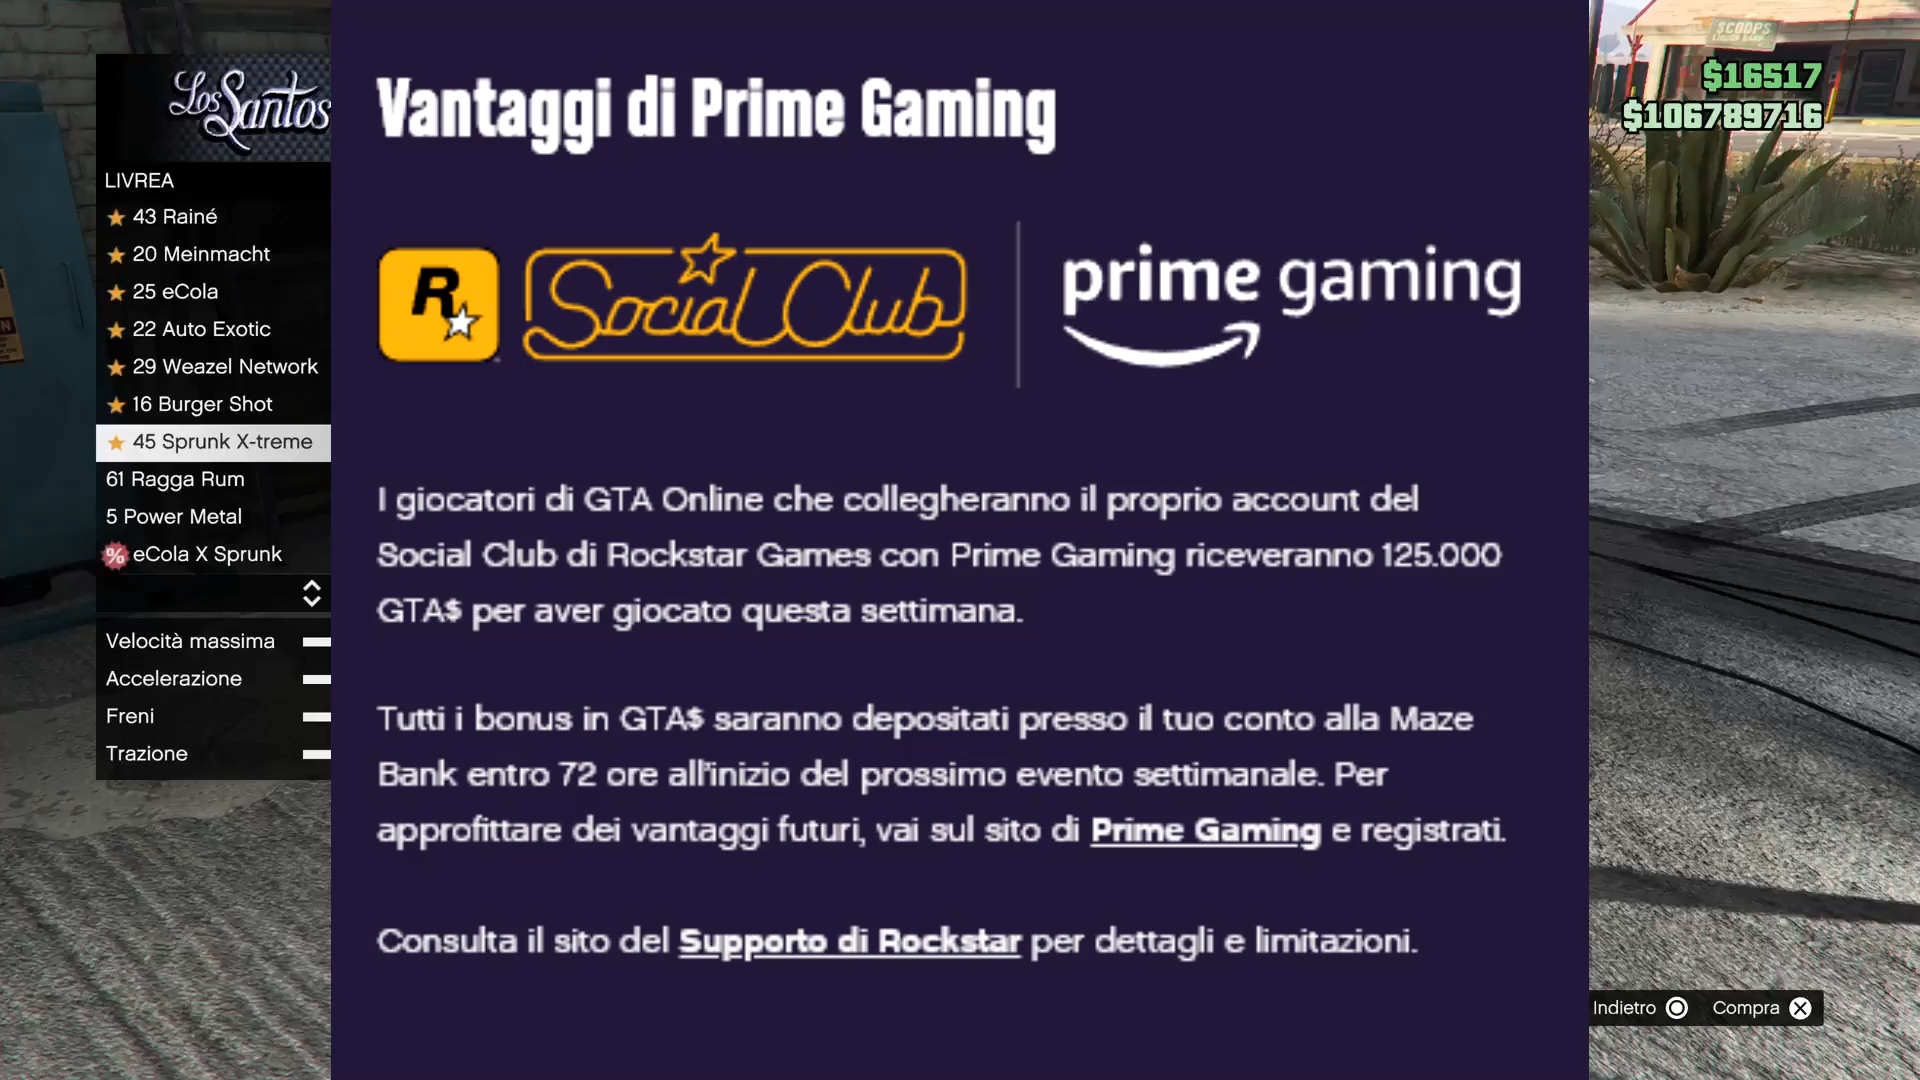 Los Santos
LIVREA
43 Rainé
20 Meinmacht
25 eCola
22 Auto Exotic
29 Weazel Network
16 Burger Shot
45 Sprunk X-treme
61 Ragga Rum
5 Power Metal
% eCola X Sprunk
Velocità massima
Accelerazione
Freni
Trazione
Vantaggi di Prime Gaming
R
Social Club
prime gaming
I giocatori di GTA Online che collegheranno il proprio account del
Social Club di Rockstar Games con Prime Gaming riceveranno 125.000
GTA$ per aver giocato questa settimana.
Tutti i bonus in GTA$ saranno depositati presso il tuo conto alla Maze
Bank entro 72 ore all'inizio del prossimo evento settimanale. Per
approfittare dei vantaggi futuri, vai sul sito di Prime Gaming e registrati.
Consulta il sito del Supporto di Rockstar per dettagli e limitazioni.
SCOOPS
$16517
$106789716
Indietro
Compra